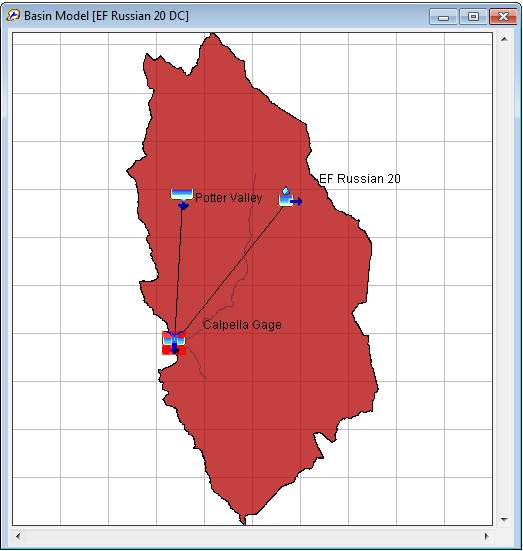 Basin Model [EF Russian 20 DC]
EF Russian 20
Potter Valley
Calpella Gage